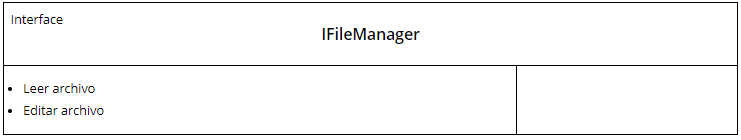 Interface
IFileManager
• Leer archivo
• Editar archivo